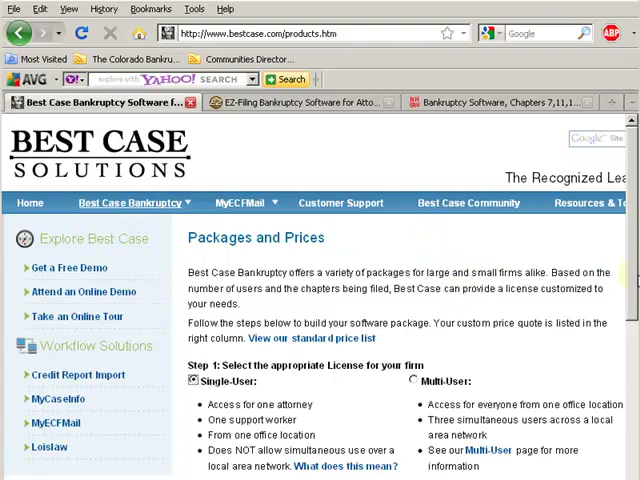 File Edit View History Bookmarks Tools Help
http://www.bestcase.com/products.htm Google ABP
Most Visited The Colorado Bankru... Communities Director...
AVG Y! explore with YAHOO! SEARCH Search
Best Case Bankruptcy Software f... EZ-Filing Bankruptcy Software for Atto... Bankruptcy Software, Chapters 7,11,1...
BEST CASE
SOLUTIONS
Google Site
The Recognized Lea
Home Best Case Bankruptcy MyECFMail Customer Support Best Case Community Resources & To
Explore Best Case
Get a Free Demo
Attend an Online Demo
Take an Online Tour
Workflow Solutions
Credit Report Import
MyCaseInfo
MyECFMail
Loislaw
Packages and Prices
Best Case Bankruptcy offers a variety of packages for large and small firms alike. Based on the
number of users and the chapters being filed, Best Case can provide a license customized to
your needs.
Follow the steps below to build your software package. Your custom price quote is listed in the
right column. View our standard price list
Step 1: Select the appropriate License for your firm
Single-User:
• Access for one attorney
• One support worker
• From one office location
• Does NOT allow simultaneous use over a
local area network. What does this mean?
Multi-User:
• Access for everyone from one office location
• Three simultaneous users across a local
area network
• See our Multi-User page for more
information